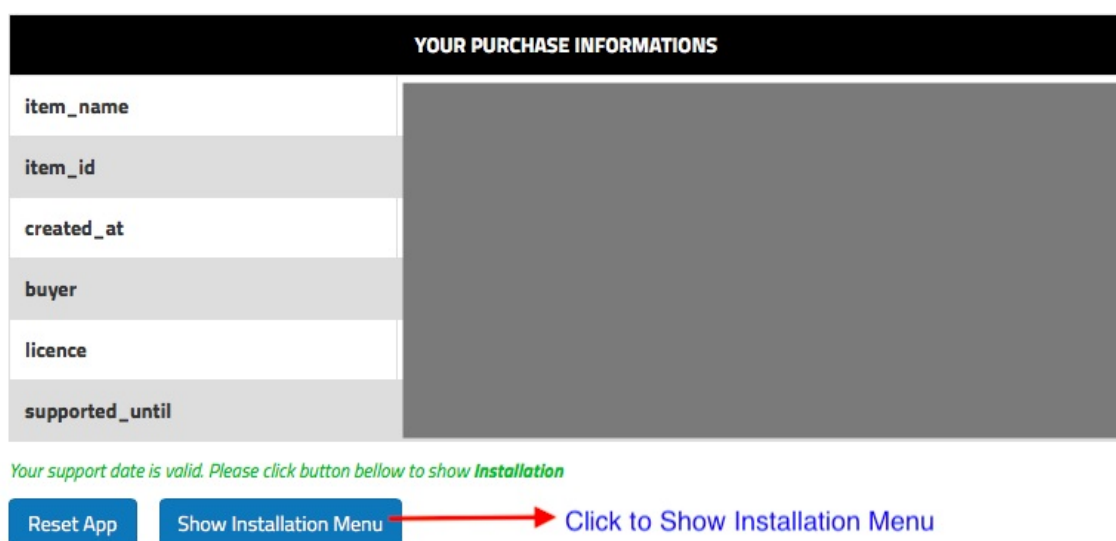 YOUR PURCHASE INFORMATIONS
item_name
item_id
created_at
buyer
licence
supported_until
Your support date is valid. Please click button bellow to show Installation
Reset App Show Installation Menu Click to Show Installation Menu